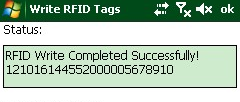 Write RFID Tags ok
Status:
RFID Write Completed Successfully!
121016144552000005678910